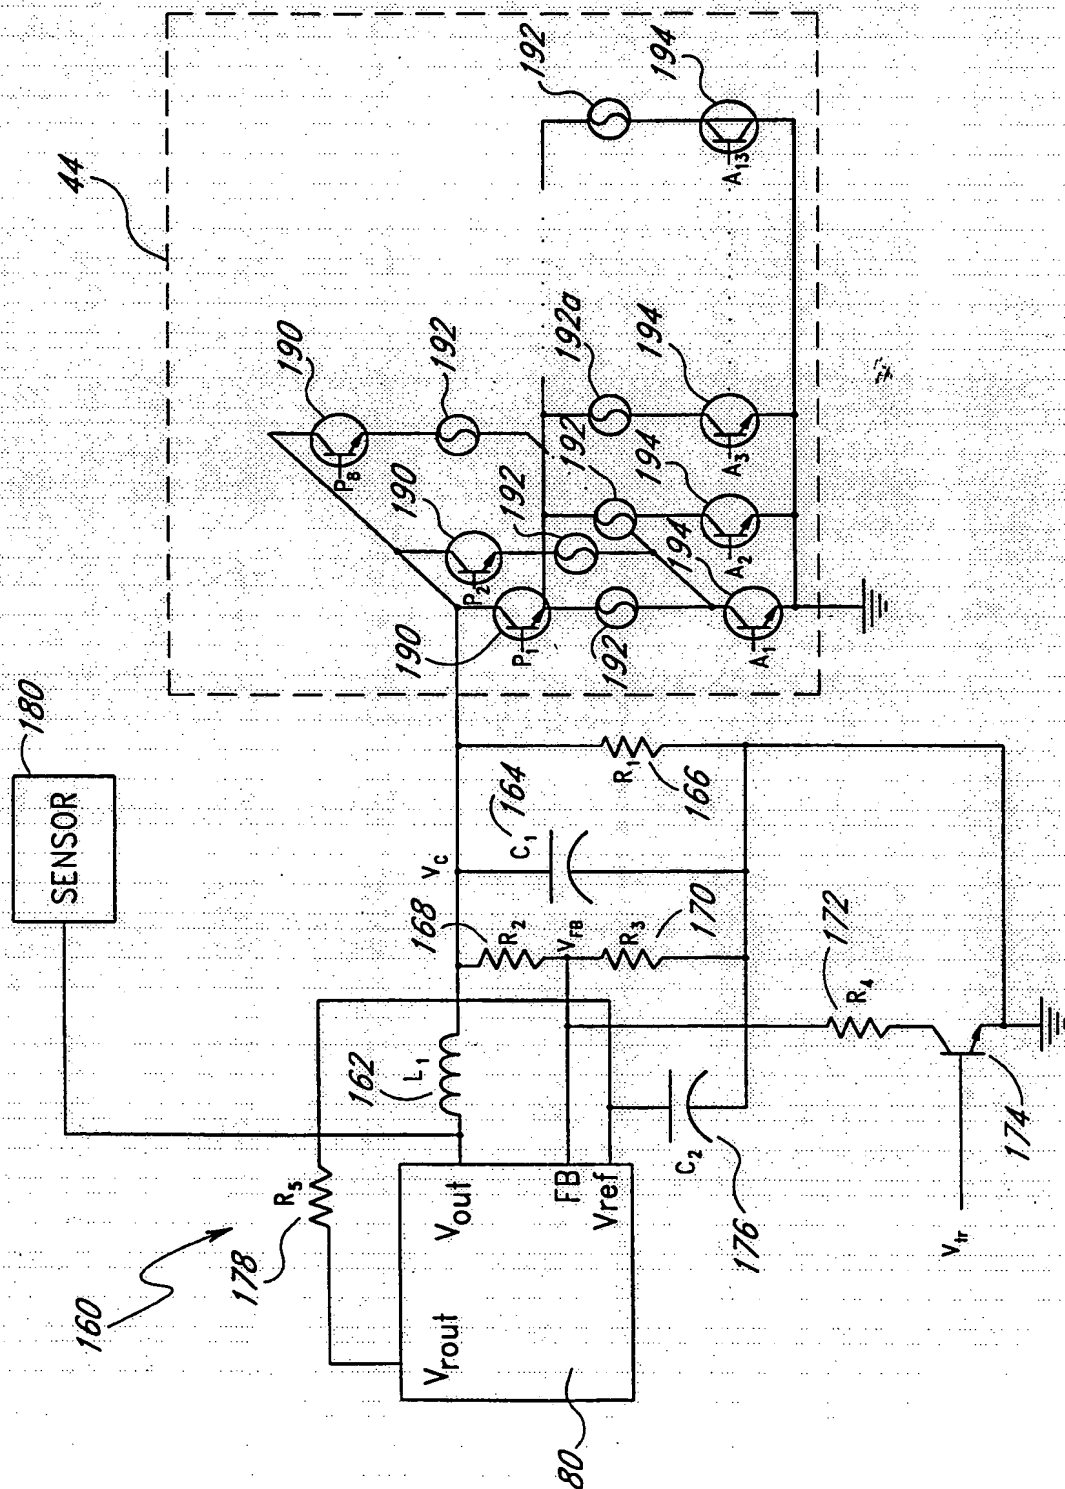 44
192
194
A13
190
192
192a
194
P8
190
192
192
194
A3
P2
194
A2
190
P1
192
A1
180
SENSOR
VC
164
C1
R1
166
168
R2
VFB
R3
170
172
R4
162
L1
174
C2
176
Vtr
R5
178
160
Vout
FB
Vref
Vrout
80